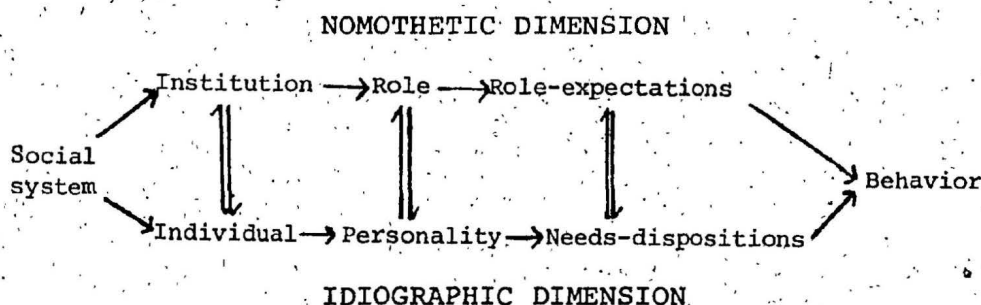 NOMOTHETIC DIMENSION
Institution Role Role-expectations
Social
system
Behavior
Individual Personality Needs-dispositions
IDIOGRAPHIC DIMENSION